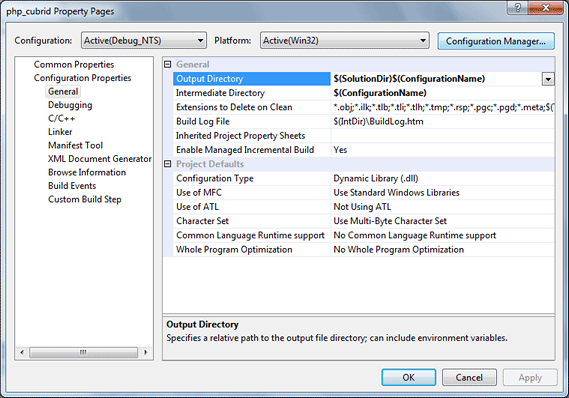 php_cubrid Property Pages
Configuration: Active(Debug_NTS) Platform: Active(Win32) Configuration Manager...
Common Properties
Configuration Properties
General
Debugging
C/C++
Linker
Manifest Tool
XML Document Generator
Browse Information
Build Events
Custom Build Step
General
Output Directory $(SolutionDir)$(ConfigurationName)
Intermediate Directory $(ConfigurationName)
Extensions to Delete on Clean *.obj;*.ilk;*.tlb;*.tli;*.tlh;*.tmp;*.rsp;*.pgc;*.pgd;*.meta;$(
Build Log File $(IntDir)\BuildLog.htm
Inherited Project Property Sheets
Enable Managed Incremental Build Yes
Project Defaults
Configuration Type Dynamic Library (.dll)
Use of MFC Use Standard Windows Libraries
Use of ATL Not Using ATL
Character Set Use Multi-Byte Character Set
Common Language Runtime support No Common Language Runtime support
Whole Program Optimization No Whole Program Optimization
Output Directory
Specifies a relative path to the output file directory; can include environment variables.
OK Cancel Apply